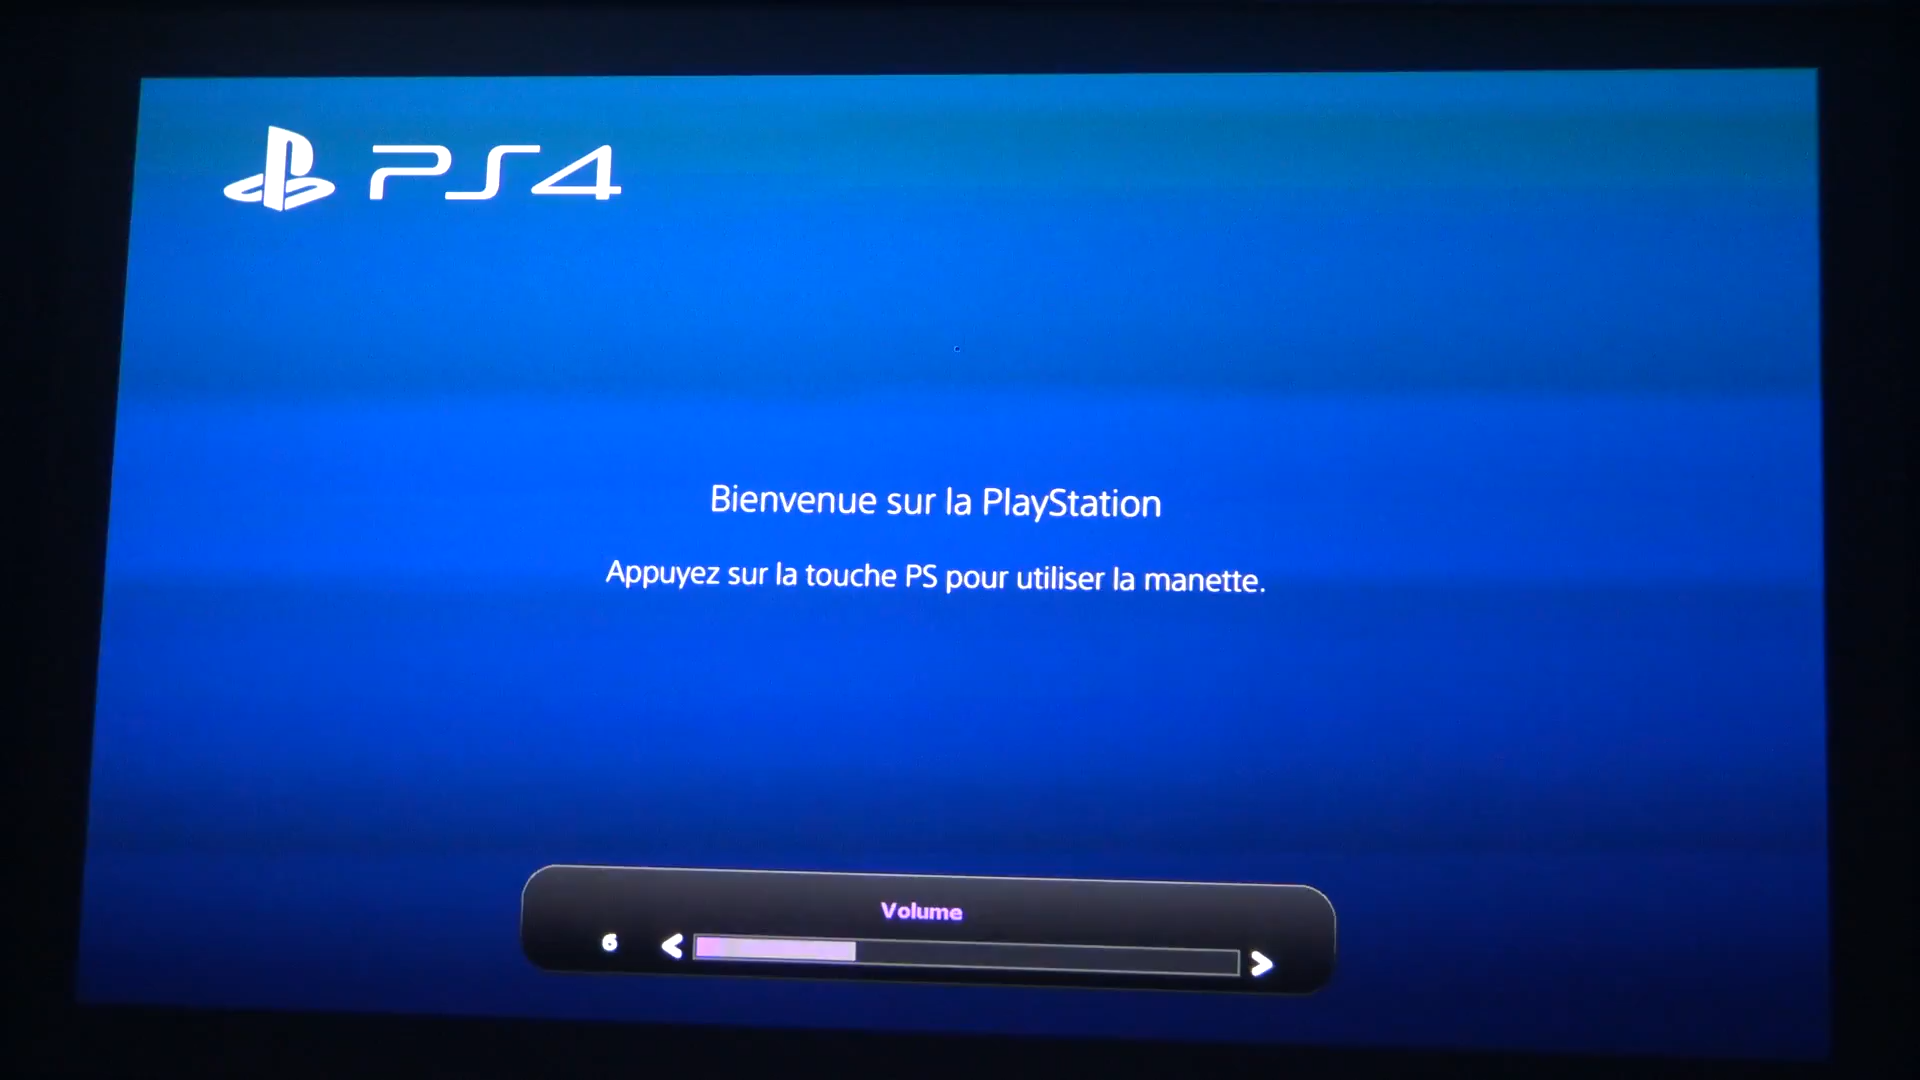 PS4
Bienvenue sur la PlayStation
Appuyez sur la touche PS pour utiliser la manette.
Volume
6